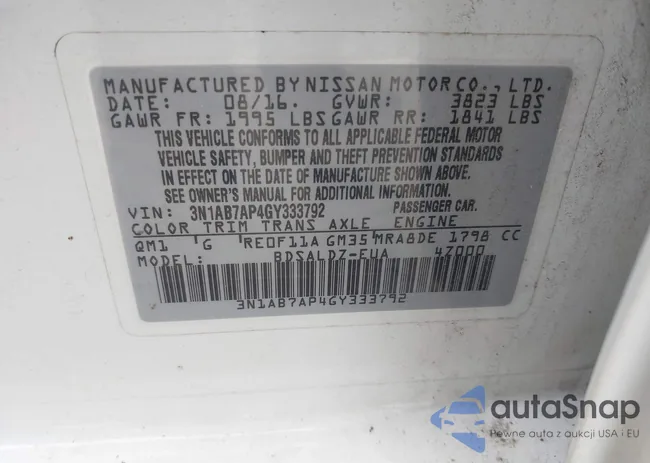 MANUFACTURED BY NISSAN MOTOR CO., LTD.
DATE: 08/16. GVWR: 3823 LBS
GAWR FR: 1995 LBS GAWR RR: 1841 LBS
THIS VEHICLE CONFORMS TO ALL APPLICABLE FEDERAL MOTOR
VEHICLE SAFETY, BUMPER AND THEFT PREVENTION STANDARDS
IN EFFECT ON THE DATE OF MANUFACTURE SHOWN ABOVE.
SEE OWNER'S MANUAL FOR ADDITIONAL INFORMATION.
VIN: 3N1AB7AP4GY333792 PASSENGER CAR.
COLOR TRIM TRANS AXLE ENGINE
QM1 G RE0F11A GM35 MRA8DE 1798 CC
MODEL: BDSALDZ-EUA 4Z000
3N1AB7AP4GY333792
autoSnap
Pewne auta z aukcji USA i EU